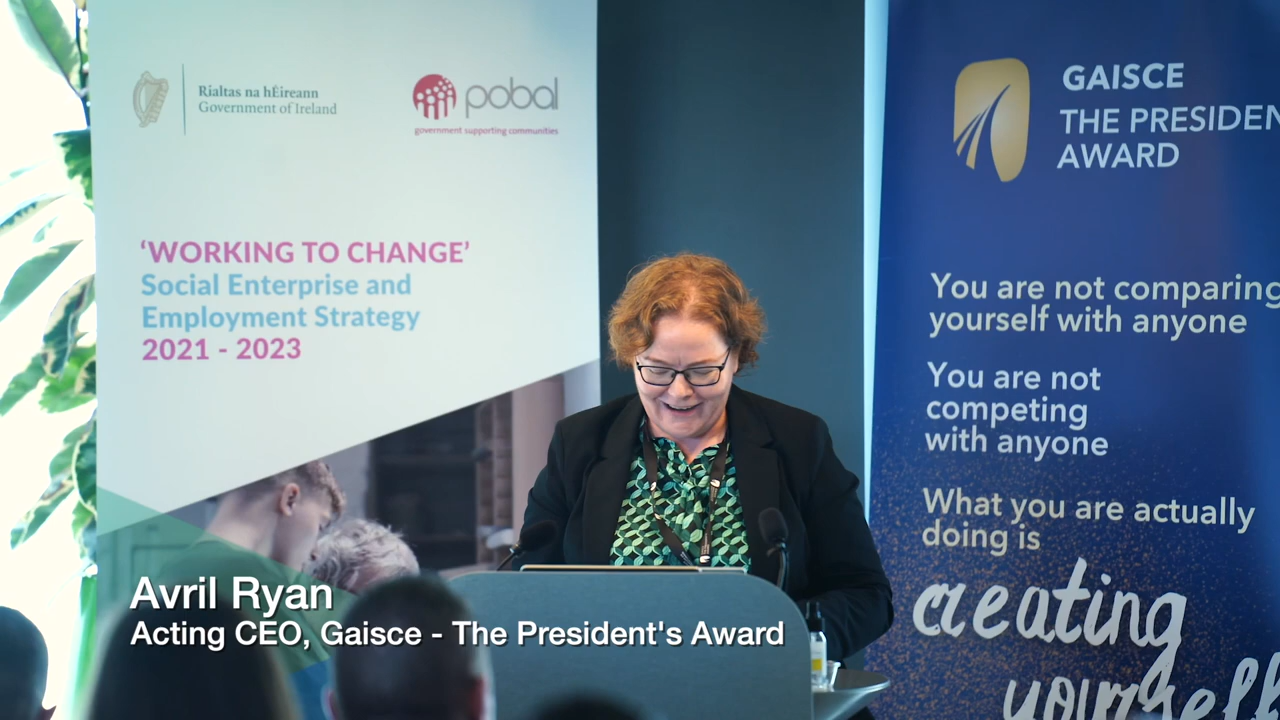 Rialtas na hÉireann
Government of Ireland
pobal
government supporting communities
‘WORKING TO CHANGE’
Social Enterprise and
Employment Strategy
2021 - 2023
GAISCE
THE PRESIDEN
AWARD
You are not comparing
yourself with anyone
You are not
competing
with anyone
What you are actually
doing is
creating
yourself
Avril Ryan
Acting CEO, Gaisce - The President's Award